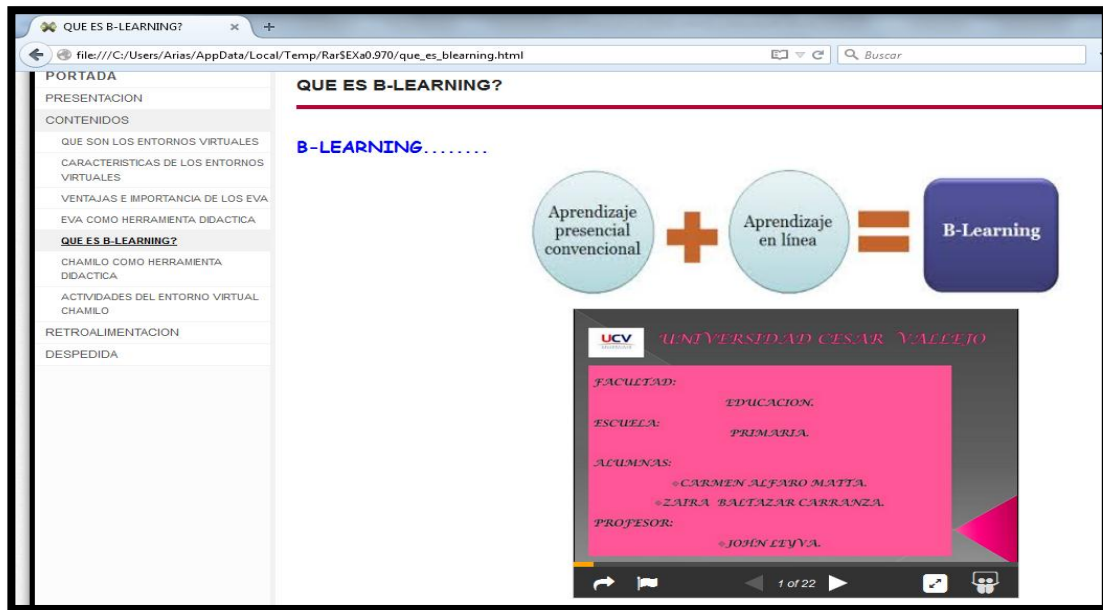 QUE ES B-LEARNING?
file:///C:/Users/Arias/AppData/Local/Temp/Rar$EXa0.970/que_es_blearning.html
Buscar
PORTADA
PRESENTACION
CONTENIDOS
QUE SON LOS ENTORNOS VIRTUALES
CARACTERISTICAS DE LOS ENTORNOS
VIRTUALES
VENTAJAS E IMPORTANCIA DE LOS EVA
EVA COMO HERRAMIENTA DIDACTICA
QUE ES B-LEARNING?
CHAMILO COMO HERRAMIENTA
DIDACTICA
ACTIVIDADES DEL ENTORNO VIRTUAL
CHAMILO
RETROALIMENTACION
DESPEDIDA
QUE ES B-LEARNING?
B-LEARNING........
Aprendizaje
presencial
convencional
Aprendizaje
en línea
B-Learning
UCV
UNIVERSIDAD CESAR VALLEJO
FACULTAD:
EDUCACION.
ESCUELA:
PRIMARIA.
ALUMNAS:
CARMEN ALFARO MATTA.
ZAIRA BALTAZAR CARRANZA.
PROFESOR:
JOHN LEYVA.
1 of 22